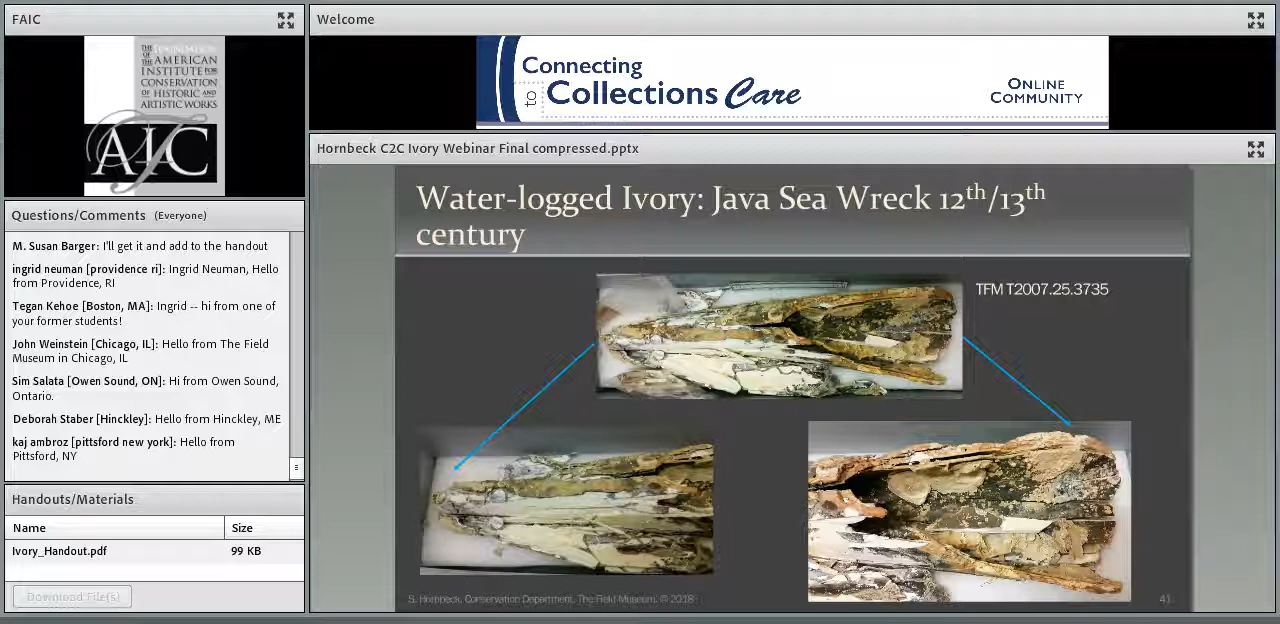 FAIC
THE FOUNDATION
OF THE AMERICAN
INSTITUTE FOR
CONSERVATION
OF HISTORIC AND
ARTISTIC WORKS
AIC
Welcome
Connecting
to Collections Care
ONLINE
COMMUNITY
Questions/Comments (Everyone)
M. Susan Barger: I'll get it and add to the handout
ingrid neuman [providence ri]: Ingrid Neuman, Hello
from Providence, RI
Tegan Kehoe [Boston, MA]: Ingrid -- hi from one of
your former students!
John Weinstein [Chicago, IL]: Hello from The Field
Museum in Chicago, IL
Sim Salata [Owen Sound, ON]: Hi from Owen Sound,
Ontario.
Deborah Staber [Hinckley]: Hello from Hinckley, ME
kaj ambroz [pittsford new york]: Hello from
Pittsford, NY
Handouts/Materials
Name Size
Ivory_Handout.pdf 99 KB
Download File(s)
Hornbeck C2C Ivory Webinar Final compressed.pptx
Water-logged Ivory: Java Sea Wreck 12th/13th
century
TFM T2007.25.3735
S. Hornbeck, Conservation Department, The Field Museum, © 2018
41